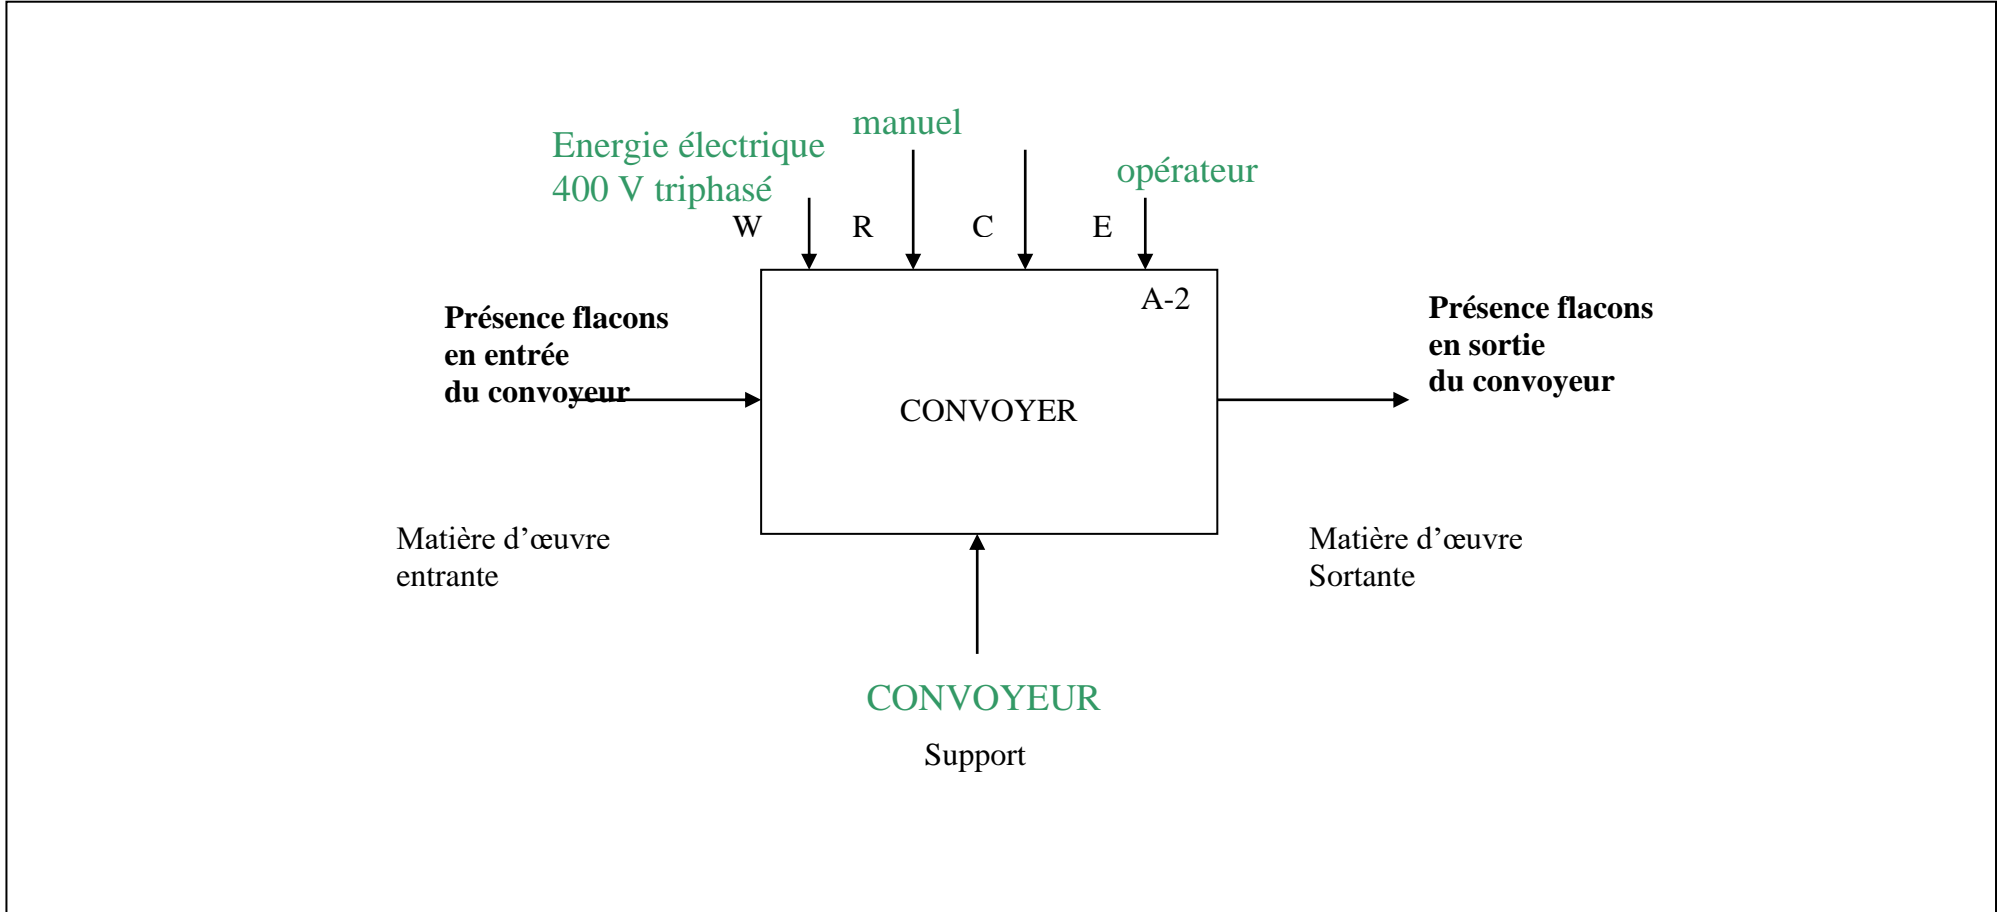 manuel
Energie électrique
400 V triphasé
opérateur
W
R
C
E
A-2
Présence flacons
en entrée
du convoyeur
CONVOYER
Présence flacons
en sortie
du convoyeur
Matière d’œuvre
entrante
Matière d’œuvre
Sortante
CONVOYEUR
Support